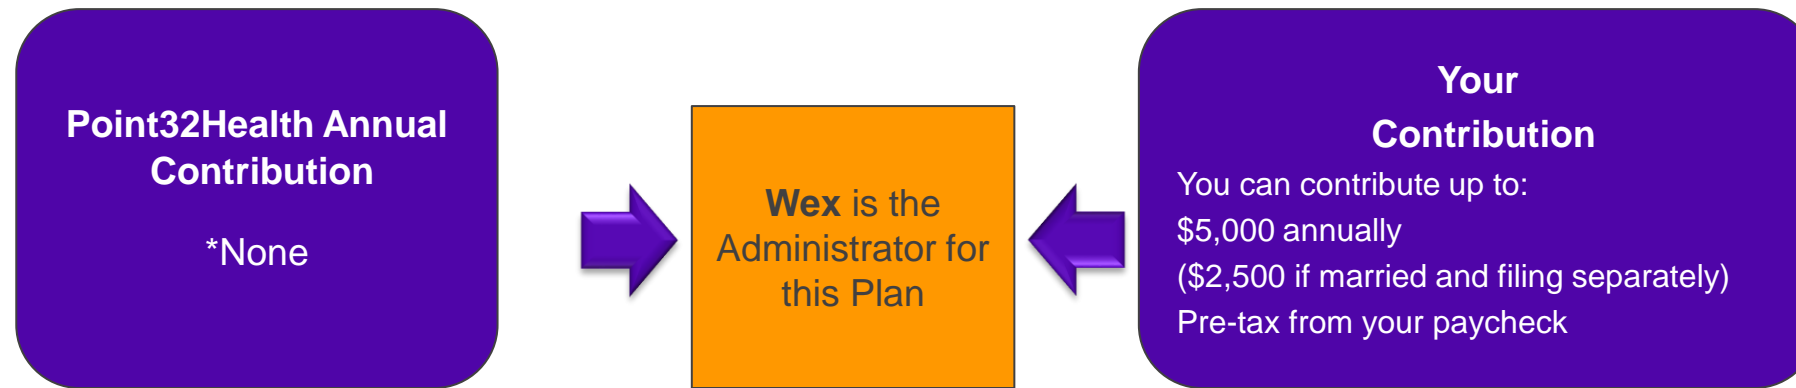 Point32Health Annual
Contribution
*None
Wex is the
Administrator for
this Plan
Your
Contribution
You can contribute up to:
$5,000 annually
($2,500 if married and filing separately)
Pre-tax from your paycheck